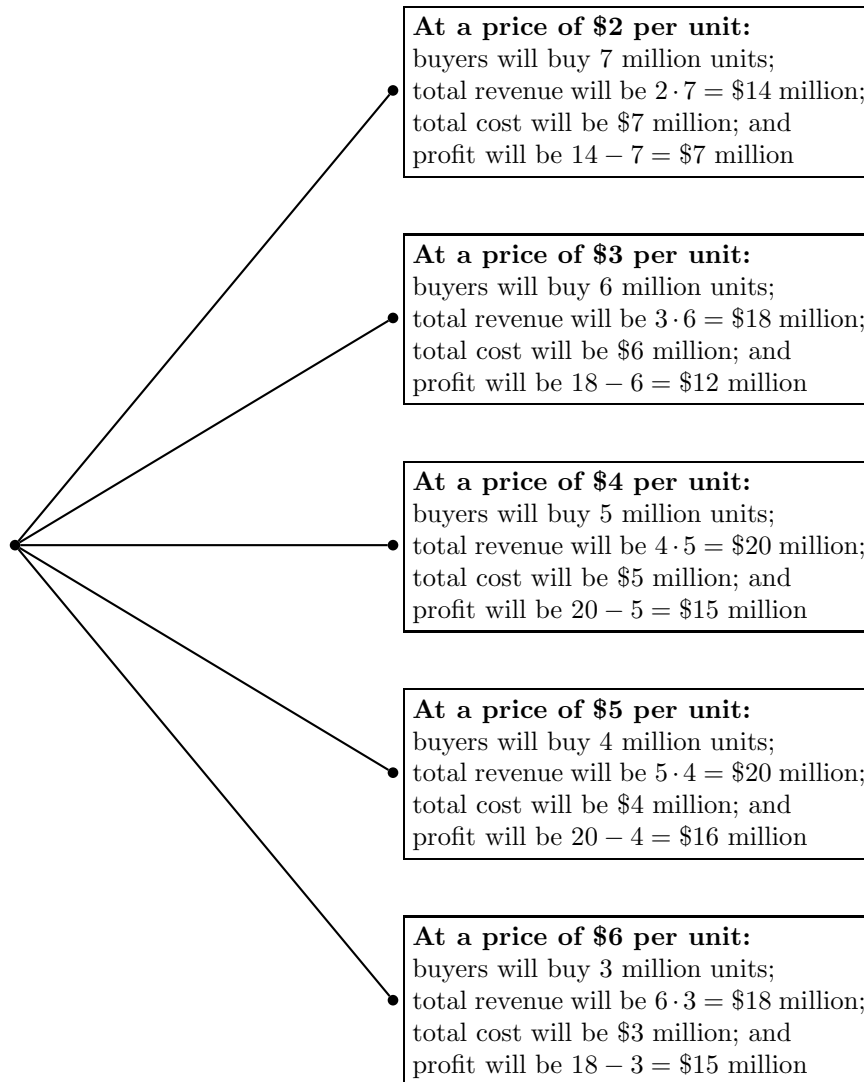 At a price of $2 per unit:
buyers will buy 7 million units;
total revenue will be 2 · 7 = $14 million;
total cost will be $7 million; and
profit will be 14 − 7 = $7 million
At a price of $3 per unit:
buyers will buy 6 million units;
total revenue will be 3 · 6 = $18 million;
total cost will be $6 million; and
profit will be 18 − 6 = $12 million
At a price of $4 per unit:
buyers will buy 5 million units;
total revenue will be 4 · 5 = $20 million;
total cost will be $5 million; and
profit will be 20 − 5 = $15 million
At a price of $5 per unit:
buyers will buy 4 million units;
total revenue will be 5 · 4 = $20 million;
total cost will be $4 million; and
profit will be 20 − 4 = $16 million
At a price of $6 per unit:
buyers will buy 3 million units;
total revenue will be 6 · 3 = $18 million;
total cost will be $3 million; and
profit will be 18 − 3 = $15 million